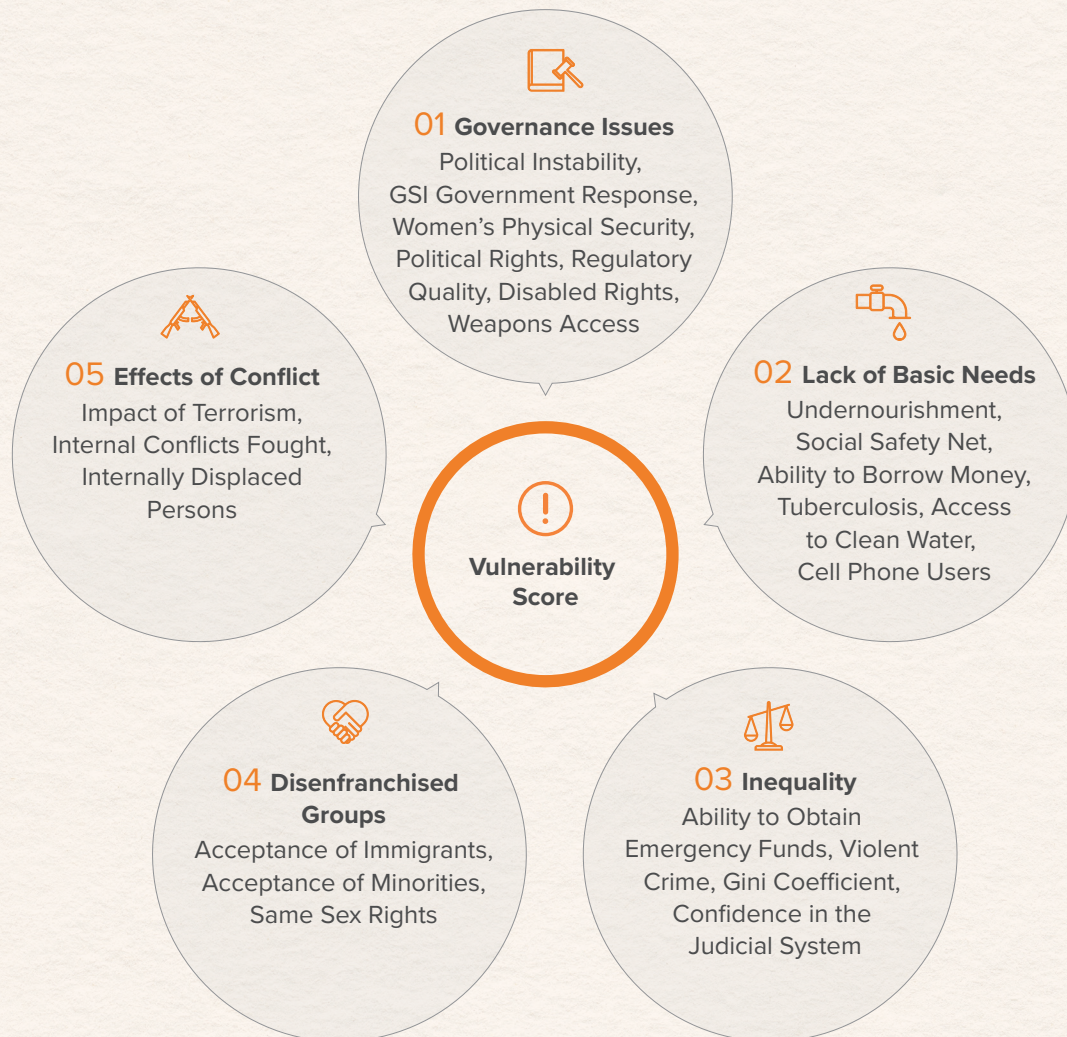 01 Governance Issues
Political Instability,
GSI Government Response,
Women’s Physical Security,
Political Rights, Regulatory
Quality, Disabled Rights,
Weapons Access
02 Lack of Basic Needs
Undernourishment,
Social Safety Net,
Ability to Borrow Money,
Tuberculosis, Access
to Clean Water,
Cell Phone Users
03 Inequality
Ability to Obtain
Emergency Funds, Violent
Crime, Gini Coefficient,
Confidence in the
Judicial System
04 Disenfranchised
Groups
Acceptance of Immigrants,
Acceptance of Minorities,
Same Sex Rights
05 Effects of Conflict
Impact of Terrorism,
Internal Conflicts Fought,
Internally Displaced
Persons
Vulnerability
Score